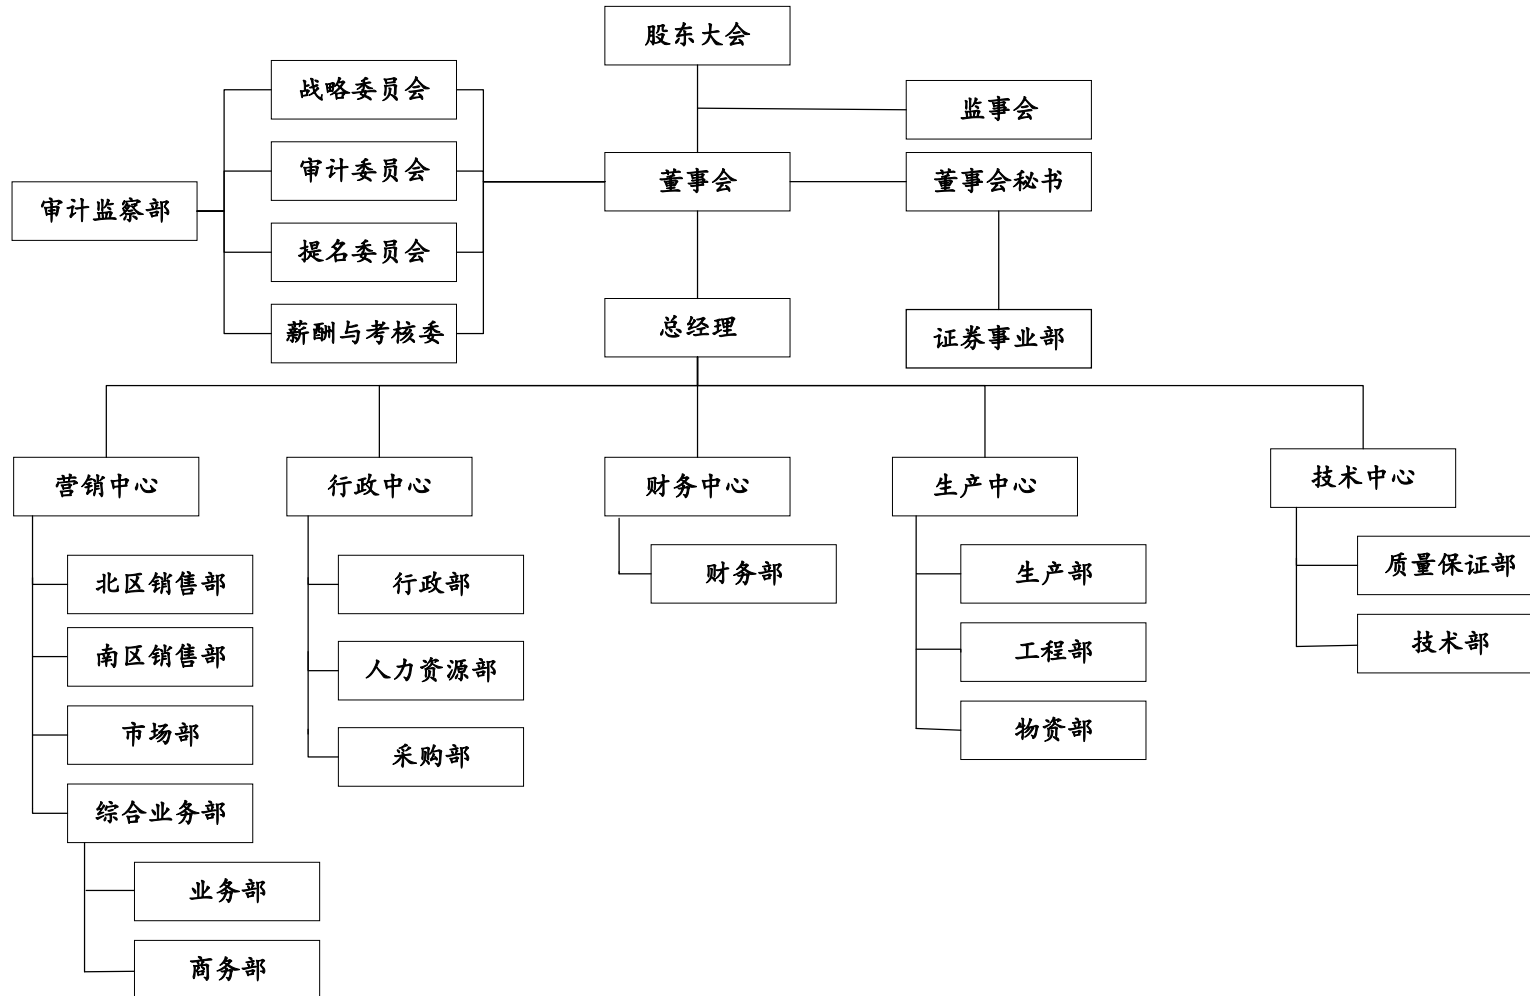 股东大会
战略委员会
监事会
审计委员会
董事会
董事会秘书
审计监察部
提名委员会
薪酬与考核委
总经理
证券事业部
营销中心
行政中心
财务中心
生产中心
技术中心
北区销售部
南区销售部
市场部
综合业务部
业务部
商务部
行政部
人力资源部
采购部
财务部
生产部
工程部
物资部
质量保证部
技术部